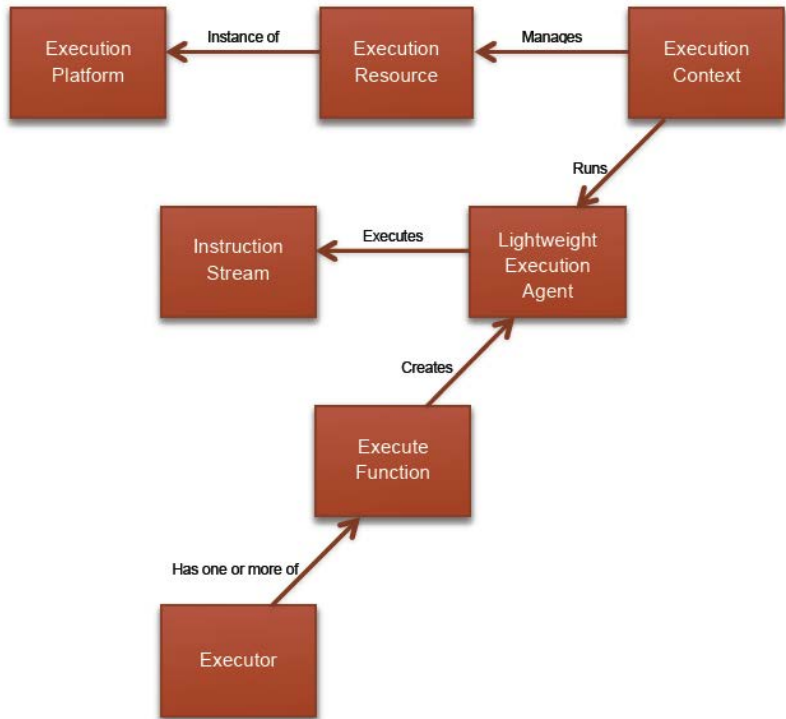 Execution
Platform
Instance of
Execution
Resource
Manages
Execution
Context
Runs
Instruction
Stream
Executes
Lightweight
Execution
Agent
Creates
Execute
Function
Has one or more of
Executor